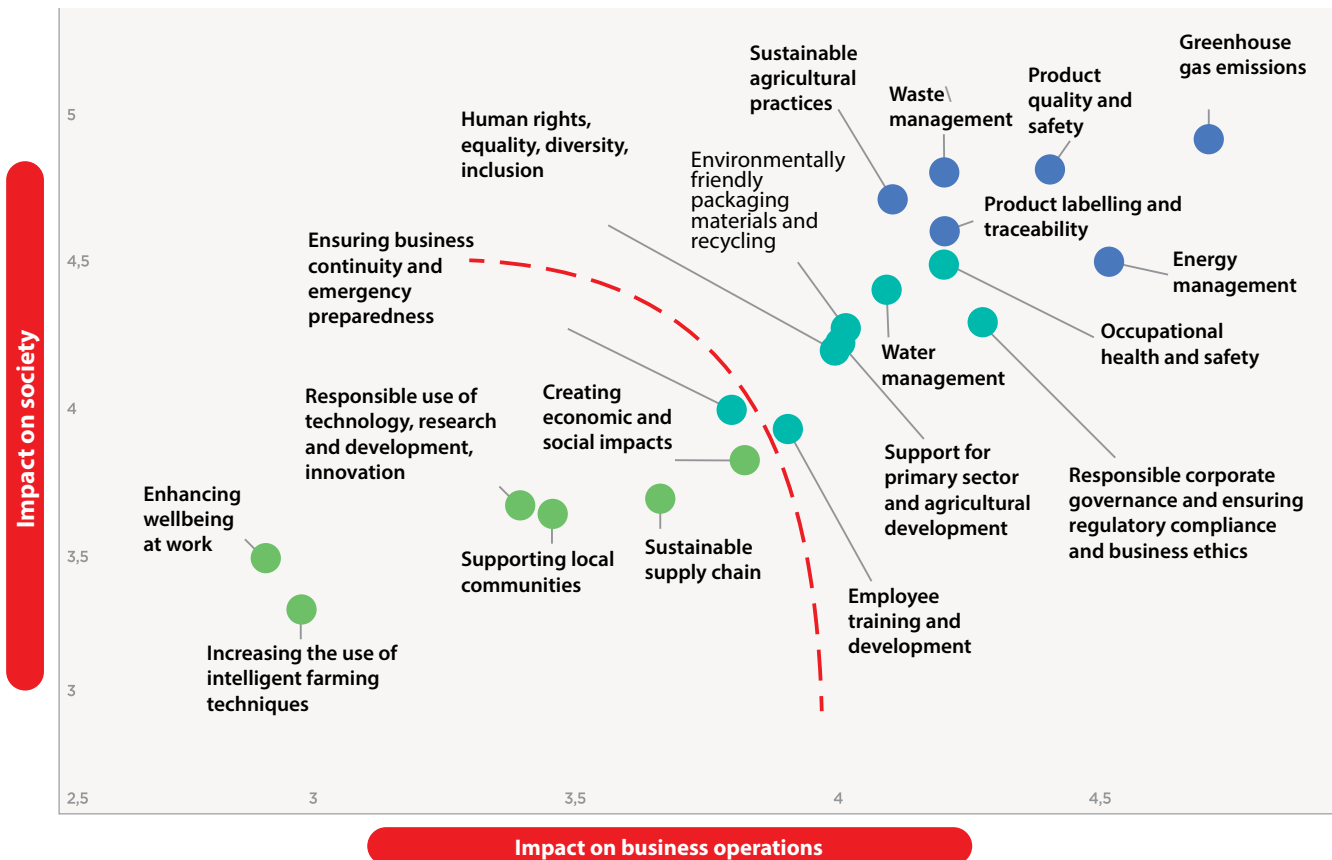 Greenhouse
gas emissions
Sustainable
agricultural
practices
Product
quality and
safety
Waste
management
5
Human rights,
equality, diversity,
inclusion
Environmentally
friendly
packaging
materials and
recycling
Product labelling and
traceability
Ensuring business
continuity and
emergency
preparedness
4,5
Energy
management
Occupational
health and safety
Water
management
Impact on society
4
Creating
economic and
social impacts
Responsible use of
technology, research
and development,
innovation
Support for
primary sector
and agricultural
development
Responsible corporate
governance and ensuring
regulatory compliance
and business ethics
Enhancing
wellbeing
at work
3,5
Supporting local
communities
Sustainable
supply chain
Employee
training and
development
Increasing the use of
intelligent farming
techniques
3
2,5
3
3,5
4
4,5
Impact on business operations